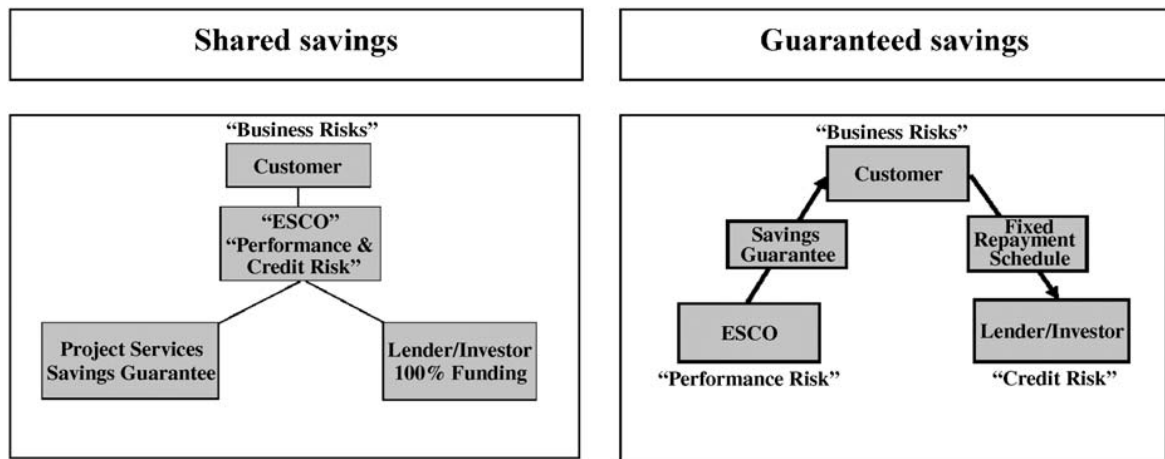 Shared savings
Guaranteed savings
“Business Risks”
Customer
“ESCO”
“Performance &
Credit Risk”
Project Services
Savings Guarantee
Lender/Investor
100% Funding
“Business Risks”
Customer
Savings
Guarantee
Fixed
Repayment
Schedule
ESCO
Lender/Investor
“Performance Risk”
“Credit Risk”